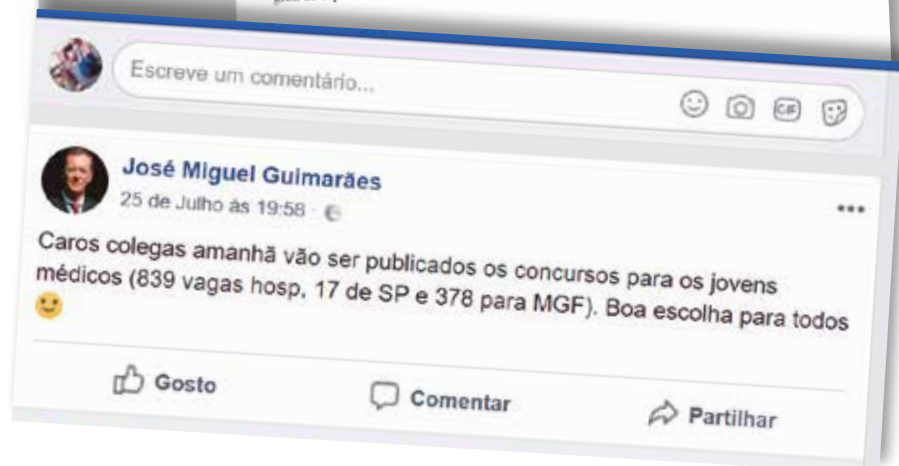 Escreve um comentário...
GIF
José Miguel Guimarães
25 de Julho às 19:58
Caros colegas amanhã vão ser publicados os concursos para os jovens
médicos (839 vagas hosp, 17 de SP e 378 para MGF). Boa escolha para todos
Gosto Comentar Partilhar